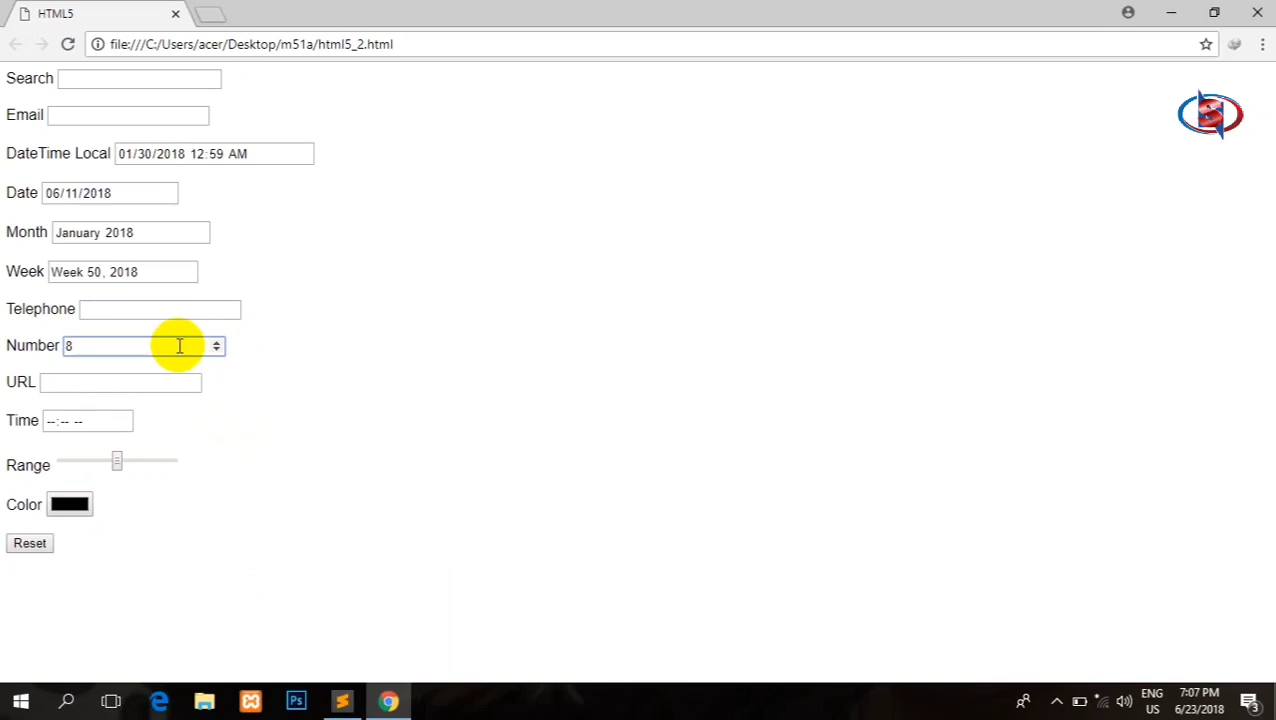 HTML5
file:///C:/Users/acer/Desktop/m51a/html5_2.html
Search
Email
DateTime Local 01/30/2018 12:59 AM
Date 06/11/2018
Month January 2018
Week Week 50, 2018
Telephone
Number 8
URL
Time --:-- --
Range
Color
Reset
Ps
ENG 7:07 PM
US 6/23/2018
3